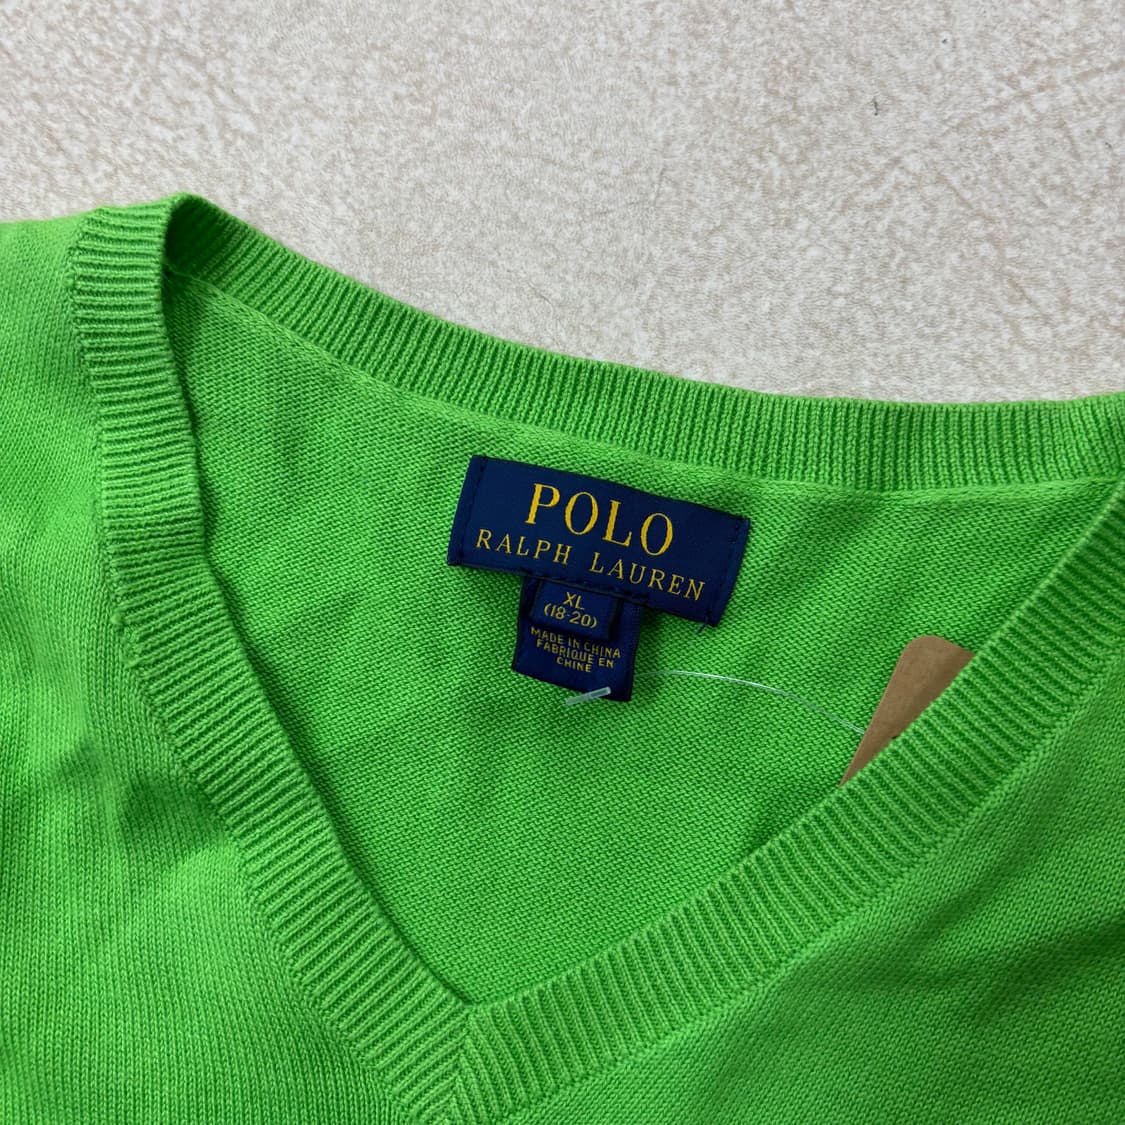 POLO
RALPH LAUREN
XL
(18-20)
MADE IN CHINA
FABRIQUE EN
CHINE